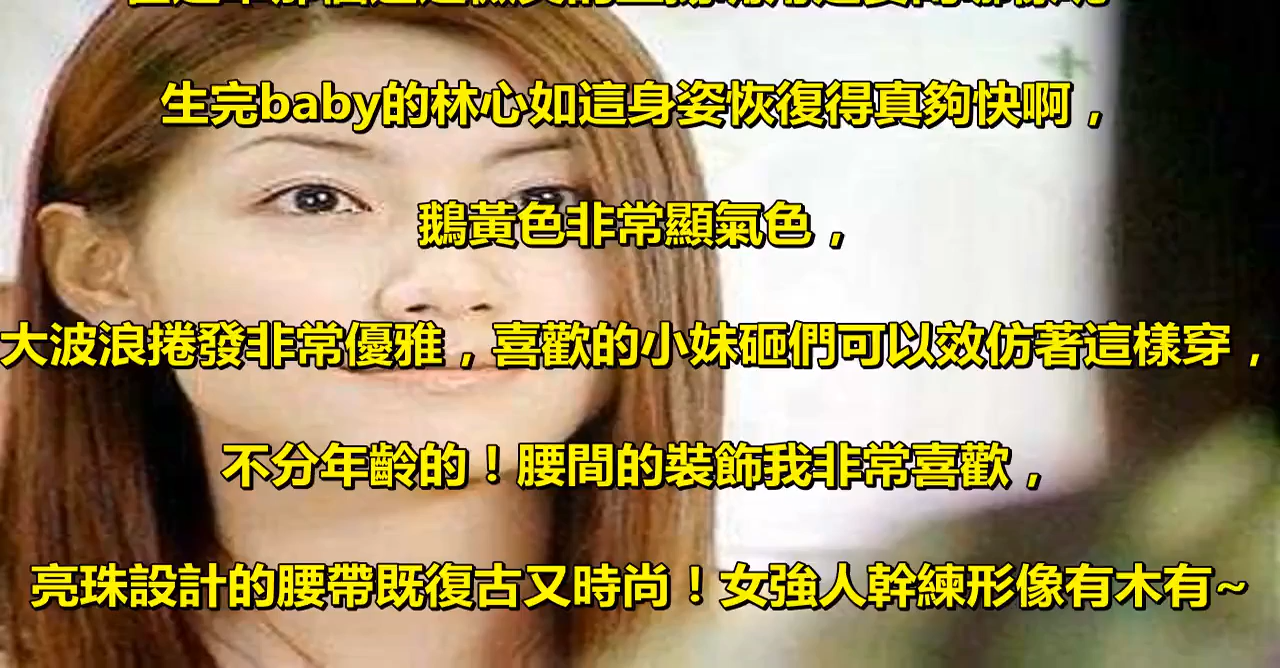 生完baby的林心如這身姿恢復得真夠快啊，
鵝黃色非常顯氣色，
大波浪捲發非常優雅，喜歡的小妹砸們可以效仿著這樣穿，
不分年齡的！腰間的裝飾我非常喜歡，
亮珠設計的腰帶既復古又時尚！女強人幹練形像有木有~